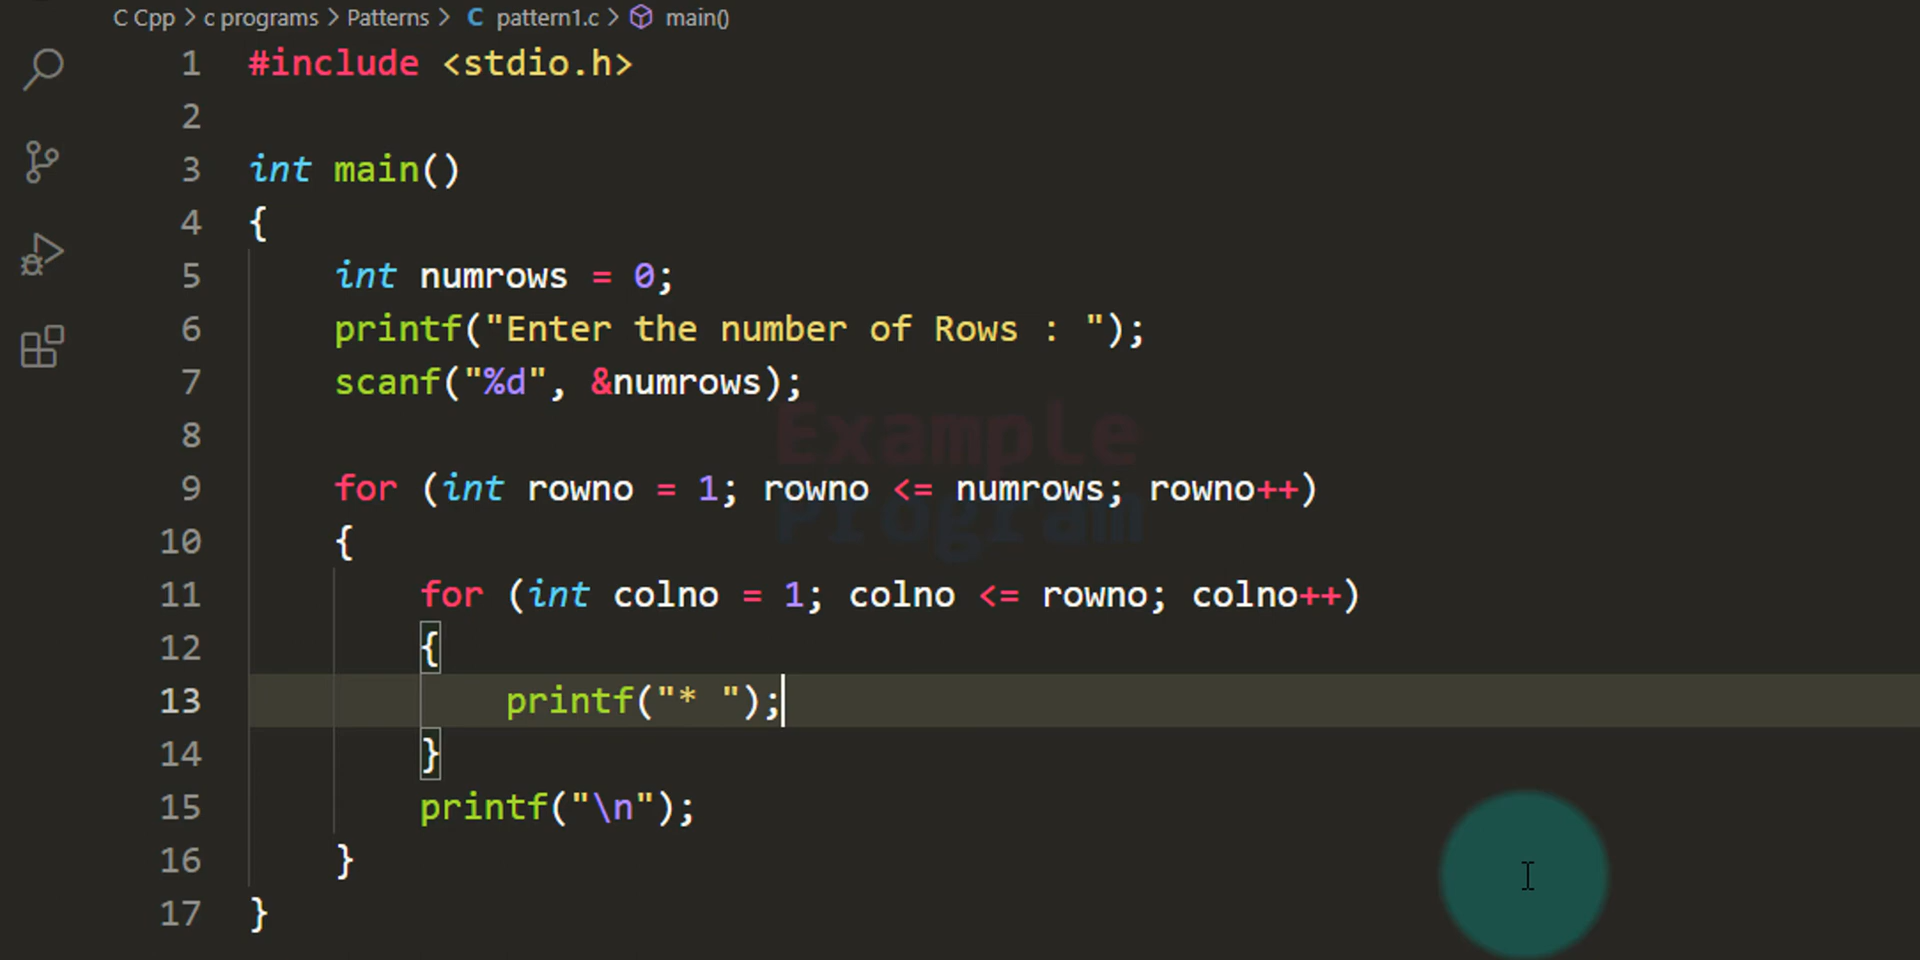 C Cpp > c programs > Patterns > C pattern1.c > main()
1 #include <stdio.h>
2
3 int main()
4 {
5     int numrows = 0;
6     printf("Enter the number of Rows : ");
7     scanf("%d", &numrows);
8
9     for (int rowno = 1; rowno <= numrows; rowno++)
10     {
11         for (int colno = 1; colno <= rowno; colno++)
12         {
13             printf("* ");
14         }
15         printf("\n");
16     }
17 }
Example
Program